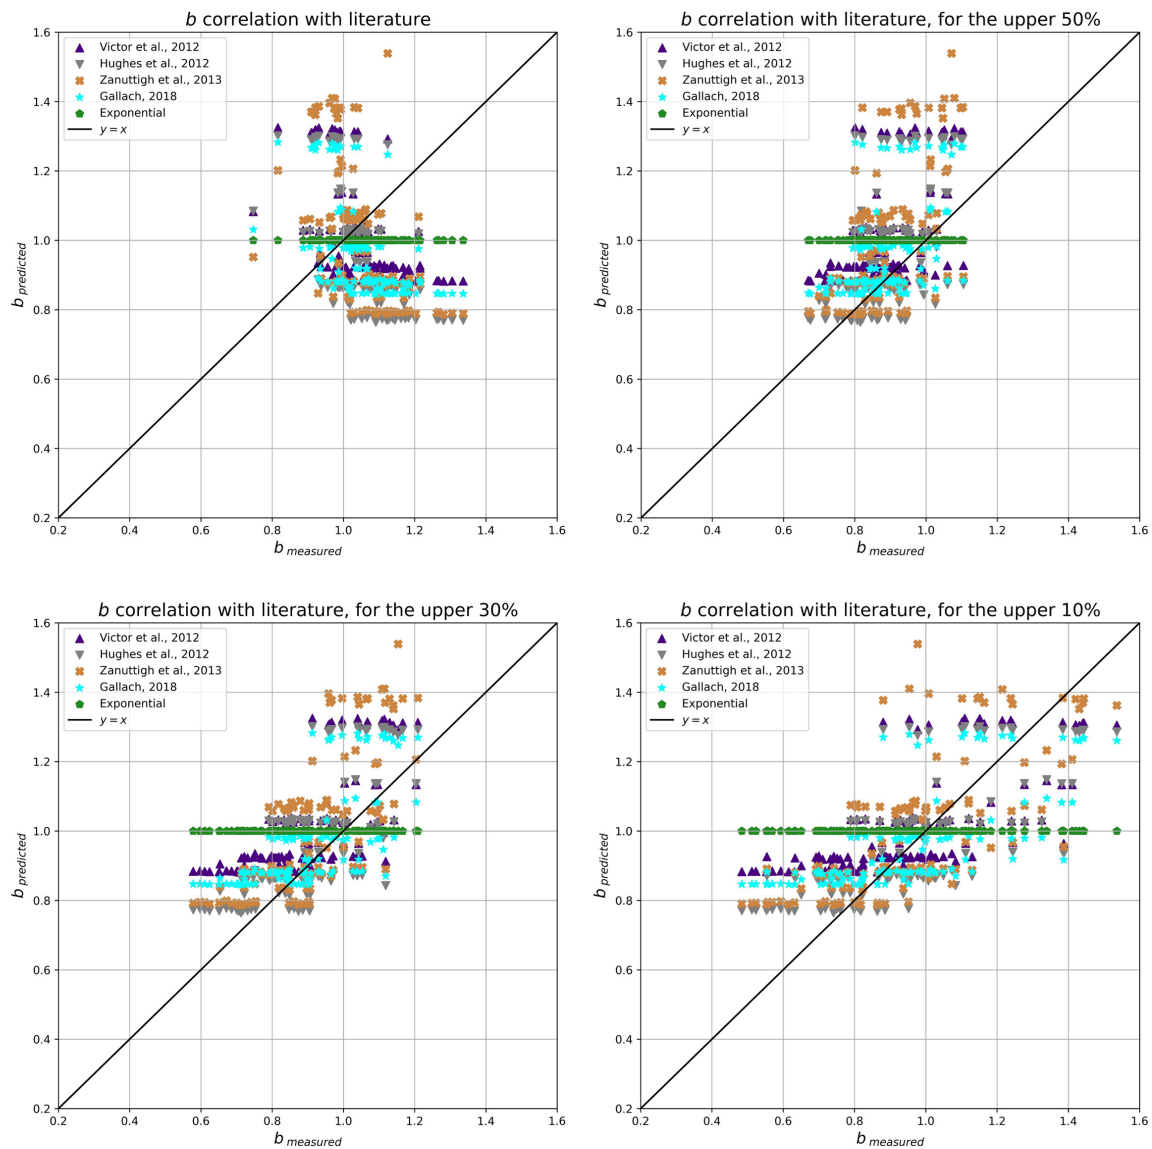 b correlation with literature
1.6
1.4
1.2
1.0
0.8
0.6
0.4
0.2
b predicted
Victor et al., 2012
Hughes et al., 2012
Zanuttigh et al., 2013
Gallach, 2018
Exponential
y = x
0.2 0.4 0.6 0.8 1.0 1.2 1.4 1.6
b measured
b correlation with literature, for the upper 50%
1.6
1.4
1.2
1.0
0.8
0.6
0.4
0.2
b predicted
Victor et al., 2012
Hughes et al., 2012
Zanuttigh et al., 2013
Gallach, 2018
Exponential
y = x
0.2 0.4 0.6 0.8 1.0 1.2 1.4 1.6
b measured
b correlation with literature, for the upper 30%
1.6
1.4
1.2
1.0
0.8
0.6
0.4
0.2
b predicted
Victor et al., 2012
Hughes et al., 2012
Zanuttigh et al., 2013
Gallach, 2018
Exponential
y = x
0.2 0.4 0.6 0.8 1.0 1.2 1.4 1.6
b measured
b correlation with literature, for the upper 10%
1.6
1.4
1.2
1.0
0.8
0.6
0.4
0.2
b predicted
Victor et al., 2012
Hughes et al., 2012
Zanuttigh et al., 2013
Gallach, 2018
Exponential
y = x
0.2 0.4 0.6 0.8 1.0 1.2 1.4 1.6
b measured